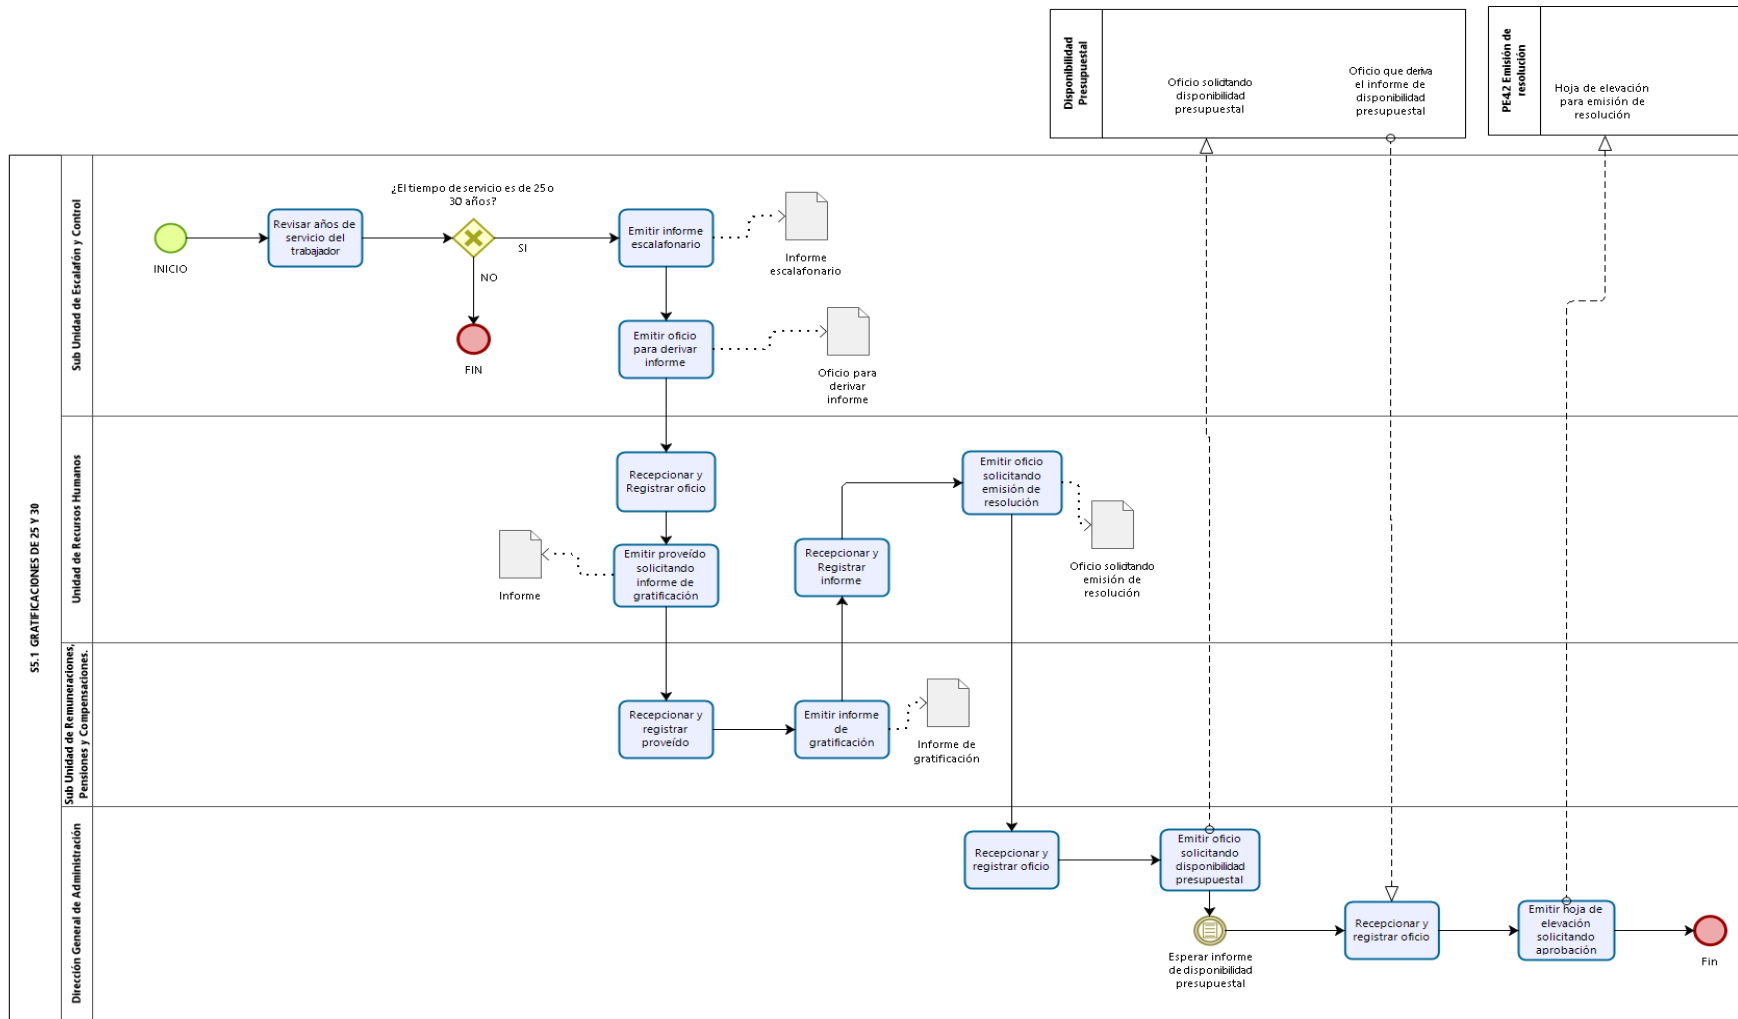 Disponibilidad
Presupuestal
Oficio solicitando
disponibilidad
presupuestal
Oficio que deriva
el informe de
disponibilidad
presupuestal
PE4.2 Emisión de
resolución
Hoja de elevación
para emisión de
resolución
S5.1 GRATIFICACIONES DE 25 Y 30
Sub Unidad de Escalafón y Control
INICIO
Revisar años de
servicio del
trabajador
¿El tiempo de servicio es de 25 o
30 años?
SI
NO
FIN
Emitir informe
escalafonario
Informe
escalafonario
Emitir oficio
para derivar
informe
Oficio para
derivar
informe
Unidad de Recursos Humanos
Recepcionar y
Registrar oficio
Emitir proveído
solicitando
informe de
gratificación
Informe
Recepcionar y
Registrar
informe
Emitir oficio
solicitando
emisión de
resolución
Oficio solicitando
emisión de
resolución
Sub Unidad de Remuneraciones,
Pensiones y Compensaciones.
Recepcionar y
registrar
proveído
Emitir informe
de
gratificación
Informe de
gratificación
Dirección General de Administración
Recepcionar y
registrar oficio
Emitir oficio
solicitando
disponibilidad
presupuestal
Esperar informe
de disponibilidad
presupuestal
Recepcionar y
registrar oficio
Emitir hoja de
elevación
solicitando
aprobación
Fin